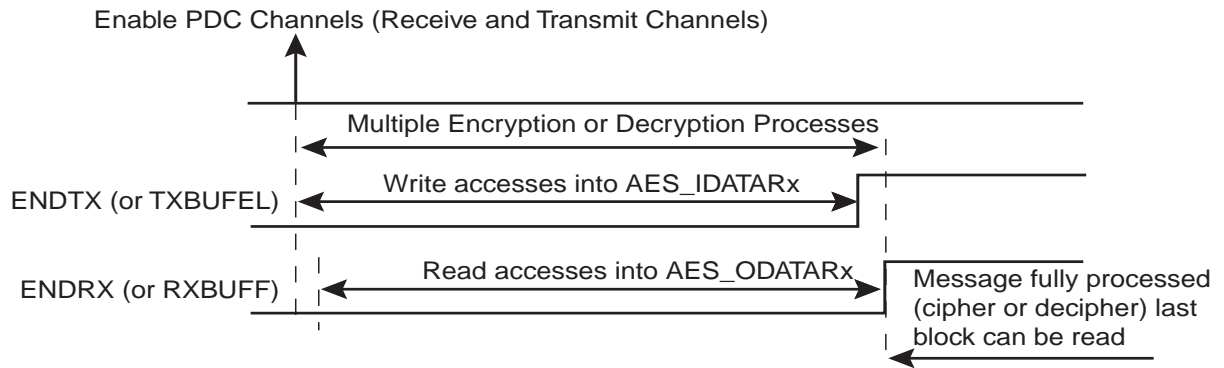 Enable PDC Channels (Receive and Transmit Channels)
Multiple Encryption or Decryption Processes
ENDTX (or TXBUFEL)
Write accesses into AES_IDATARx
ENDRX (or RXBUFF)
Read accesses into AES_ODATARx
Message fully processed
(cipher or decipher) last
block can be read